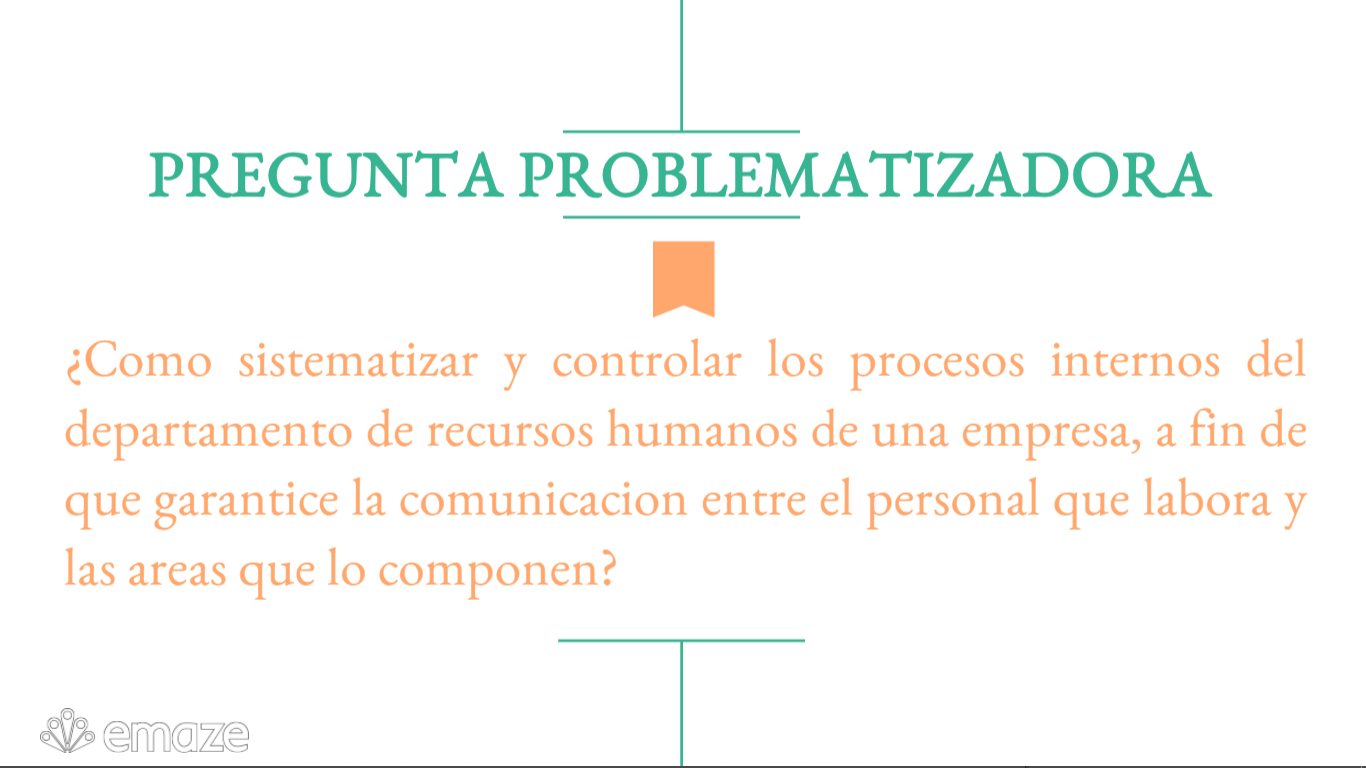 PREGUNTA PROBLEMATIZADORA
¿Como sistematizar y controlar los procesos internos del
departamento de recursos humanos de una empresa, a fin de
que garantice la comunicacion entre el personal que labora y
las areas que lo componen?
emaze